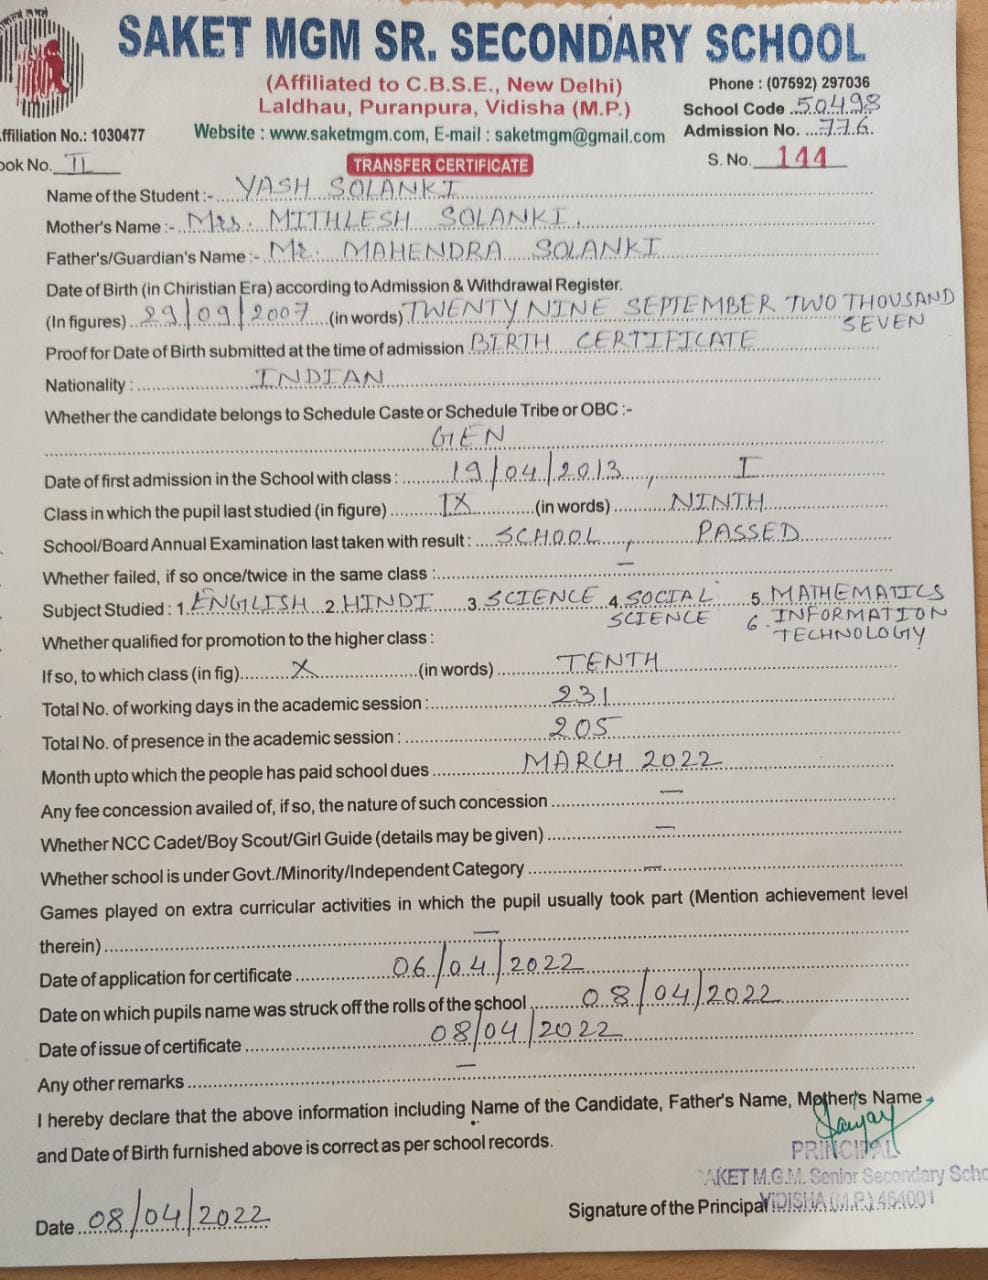 SAKET MGM SR. SECONDARY SCHOOL
(Affiliated to C.B.S.E., New Delhi)
Laldhau, Puranpura, Vidisha (M.P.)
Phone : (07592) 297036
School Code ..50498
ffiliation No.: 1030477
Website : www.saketmgm.com, E-mail : saketmgm@gmail.com
Admission No. ...776.
ook No. II
TRANSFER CERTIFICATE
S. No. 144
Name of the Student :- YASH SOLANKI
Mother's Name :- Mrs. MITHLESH SOLANKI.
Father's/Guardian's Name :- Mr. MAHENDRA SOLANKI
Date of Birth (in Chiristian Era) according to Admission & Withdrawal Register.
(In figures) 29/09/2007 (in words) TWENTY NINE SEPTEMBER TWO THOUSAND
SEVEN
Proof for Date of Birth submitted at the time of admission BIRTH CERTIFICATE
Nationality : INDIAN
Whether the candidate belongs to Schedule Caste or Schedule Tribe or OBC :-
GEN
Date of first admission in the School with class : 19/04/2013, I
Class in which the pupil last studied (in figure) IX (in words) NINTH
School/Board Annual Examination last taken with result : SCHOOL, PASSED
Whether failed, if so once/twice in the same class : —
Subject Studied : 1. ENGLISH 2. HINDI 3. SCIENCE 4. SOCIAL 5. MATHEMATICS
SCIENCE 6. INFORMATION
TECHNOLOGY
Whether qualified for promotion to the higher class :
If so, to which class (in fig) X (in words) TENTH
Total No. of working days in the academic session : 231
Total No. of presence in the academic session : 205
Month upto which the people has paid school dues MARCH 2022
Any fee concession availed of, if so, the nature of such concession —
Whether NCC Cadet/Boy Scout/Girl Guide (details may be given) —
Whether school is under Govt./Minority/Independent Category —
Games played on extra curricular activities in which the pupil usually took part (Mention achievement level
therein) —
Date of application for certificate 06/04/2022
Date on which pupils name was struck off the rolls of the school 08/04/2022
Date of issue of certificate 08/04/2022
Any other remarks —
I hereby declare that the above information including Name of the Candidate, Father's Name, Mother's Name
and Date of Birth furnished above is correct as per school records.
PRINCIPAL
AKET M.G.M. Senior Secondary Scho
Signature of the Principal VIDISHA (M.P.) 464001
Date 08/04/2022